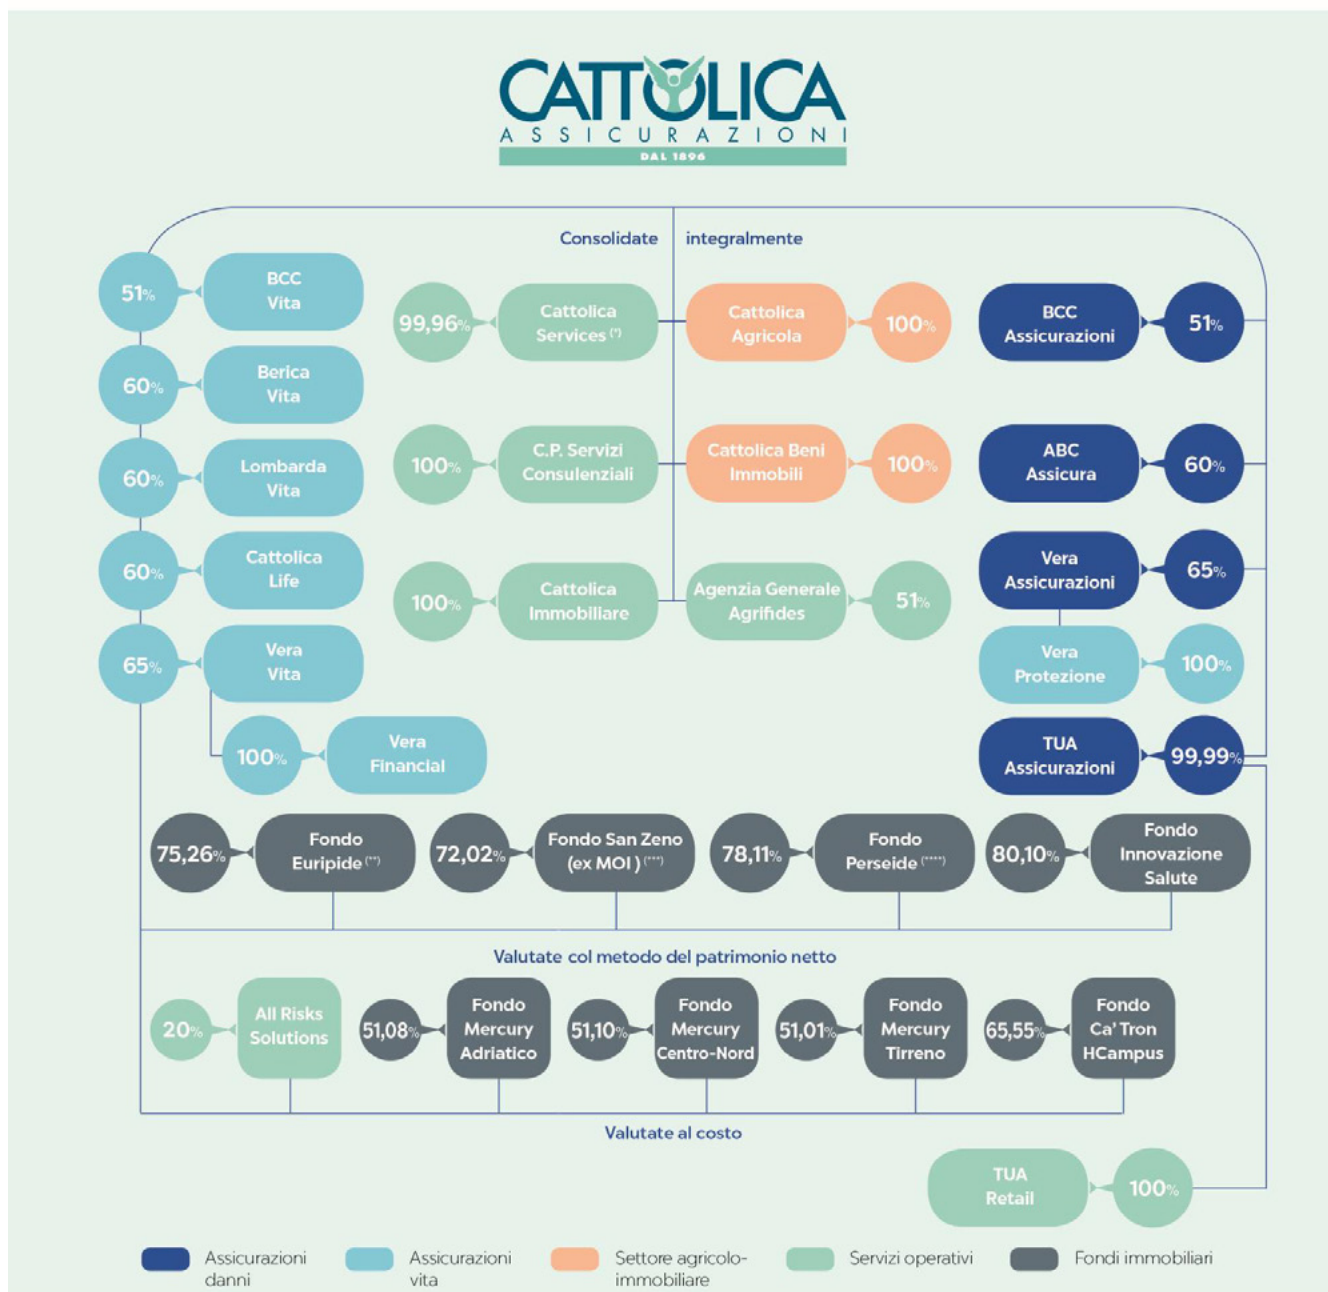 CATTOLICA
ASSICURAZIONI
DAL 1896
Consolidate integralmente
51%
BCC
Vita
60%
Berica
Vita
60%
Lombarda
Vita
60%
Cattolica
Life
65%
Vera
Vita
100%
Vera
Financial
99,96%
Cattolica
Services (*)
100%
C.P. Servizi
Consulenziali
100%
Cattolica
Immobiliare
Cattolica
Agricola
100%
Cattolica Beni
Immobili
100%
Agenzia Generale
Agrifides
51%
BCC
Assicurazioni
51%
ABC
Assicura
60%
Vera
Assicurazioni
65%
Vera
Protezione
100%
TUA
Assicurazioni
99,99%
75,26%
Fondo
Euripide (**)
72,02%
Fondo San Zeno
(ex MOI ) (***)
78,11%
Fondo
Perseide (****)
80,10%
Fondo
Innovazione
Salute
Valutate col metodo del patrimonio netto
20%
All Risks
Solutions
51,08%
Fondo
Mercury
Adriatico
51,10%
Fondo
Mercury
Centro-Nord
51,01%
Fondo
Mercury
Tirreno
65,55%
Fondo
Ca' Tron
HCampus
Valutate al costo
TUA
Retail
100%
Assicurazioni
danni
Assicurazioni
vita
Settore agricolo-
immobiliare
Servizi operativi
Fondi immobiliari